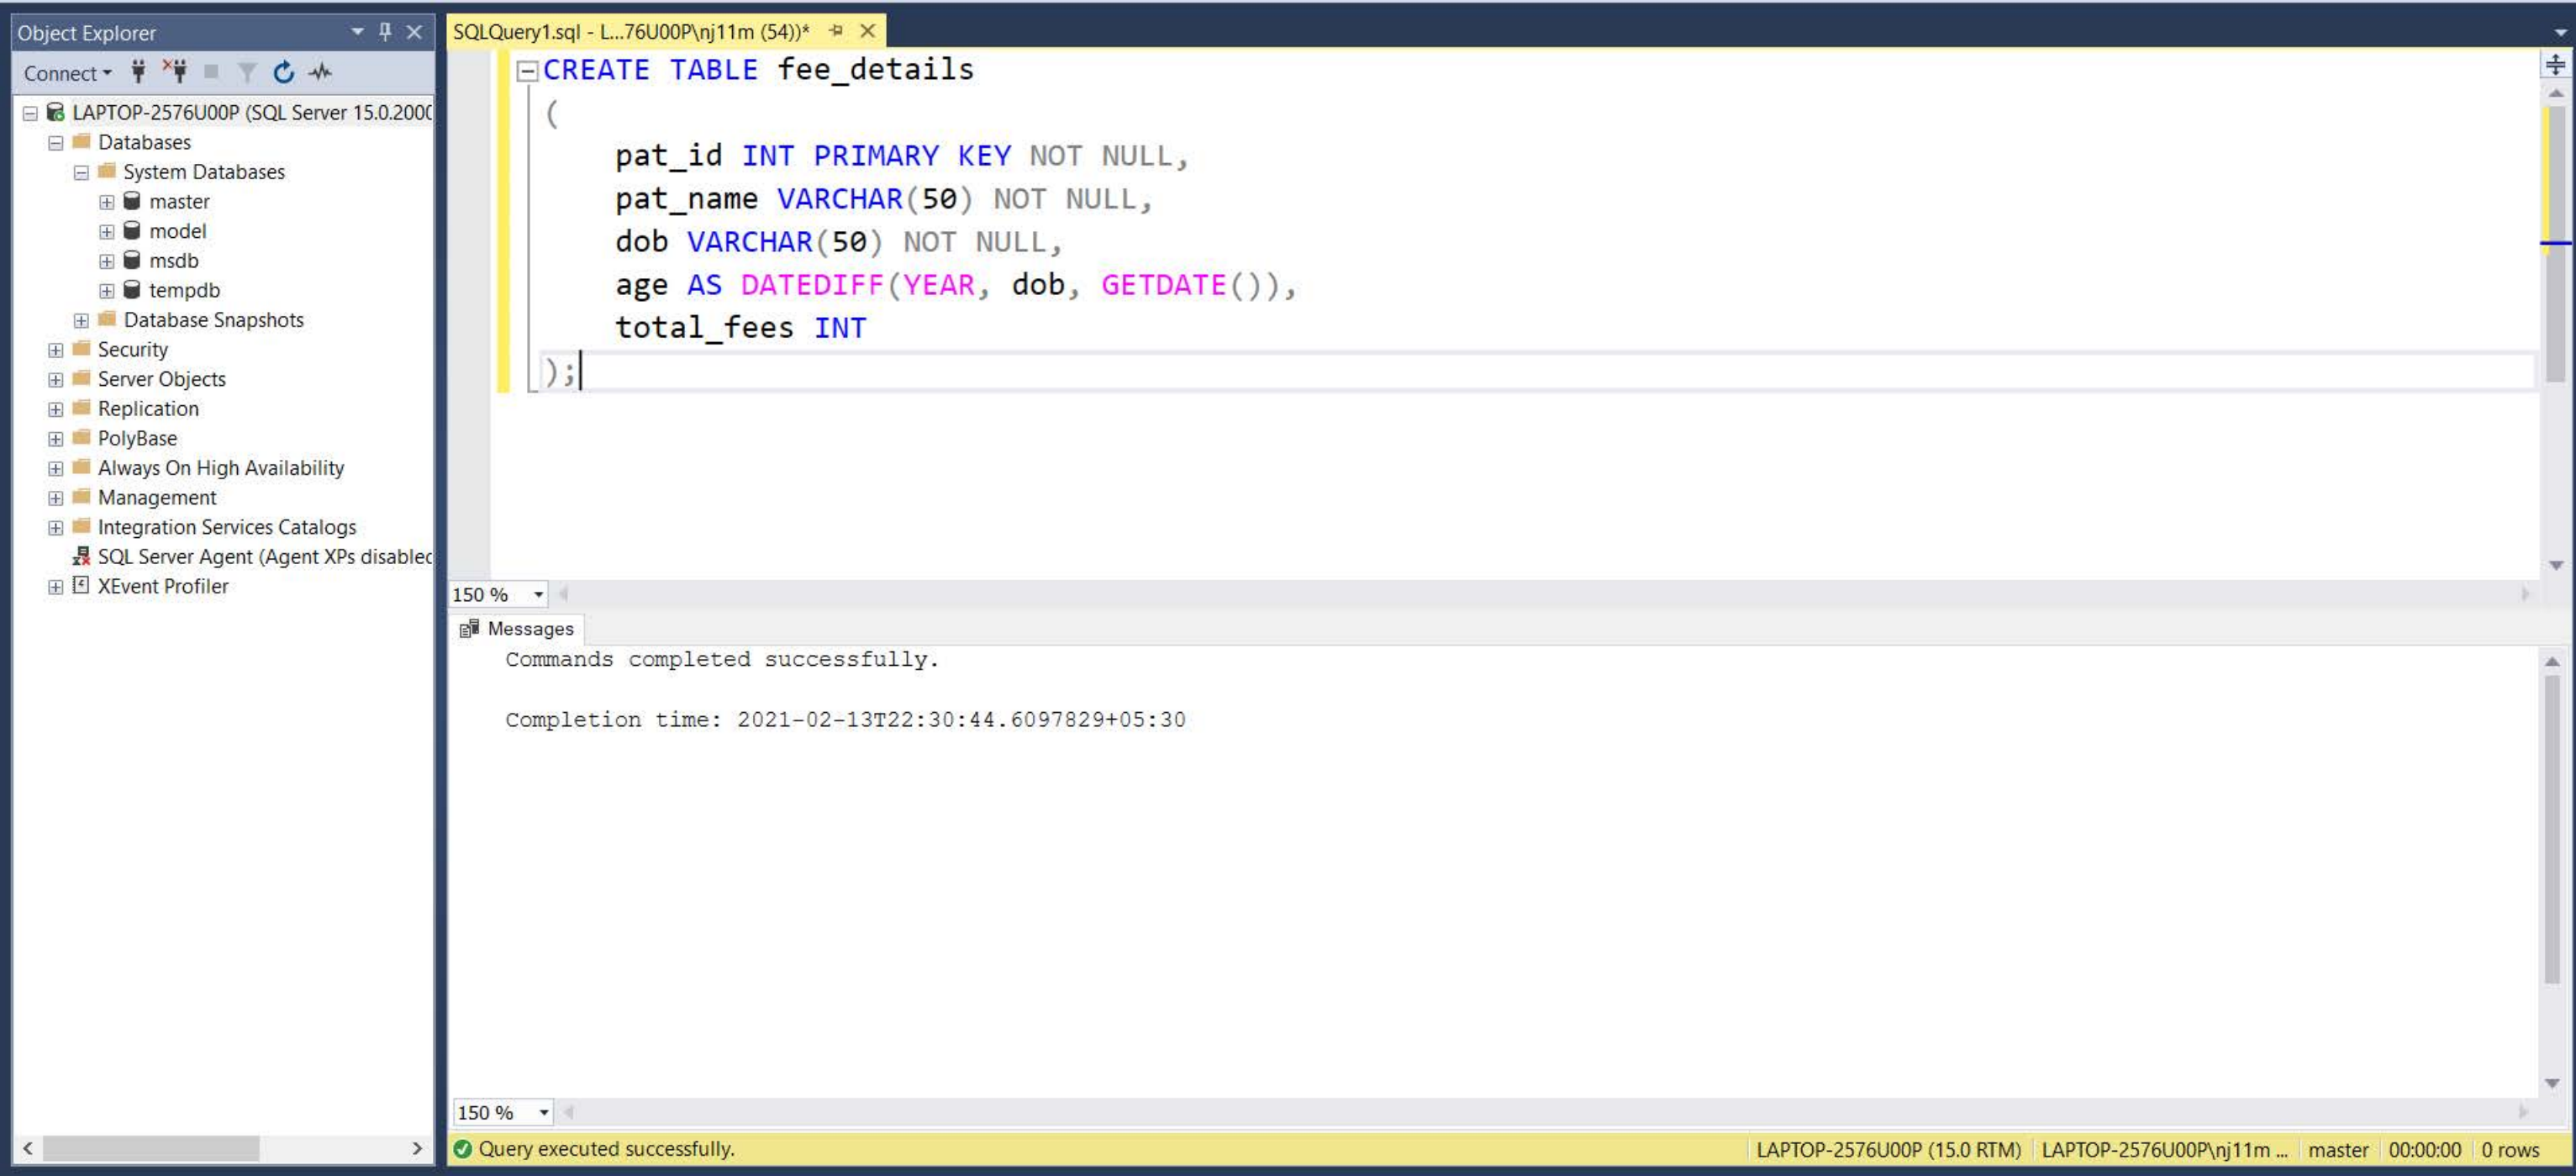 Object Explorer
Connect
LAPTOP-2576U00P (SQL Server 15.0.200
Databases
System Databases
master
model
msdb
tempdb
Database Snapshots
Security
Server Objects
Replication
PolyBase
Always On High Availability
Management
Integration Services Catalogs
SQL Server Agent (Agent XPs disabled
XEvent Profiler
SQLQuery1.sql - L...76U00P\nj11m (54))*
CREATE TABLE fee_details
(
pat_id INT PRIMARY KEY NOT NULL,
pat_name VARCHAR(50) NOT NULL,
dob VARCHAR(50) NOT NULL,
age AS DATEDIFF(YEAR, dob, GETDATE()),
total_fees INT
);
150 %
Messages
Commands completed successfully.
Completion time: 2021-02-13T22:30:44.6097829+05:30
150 %
Query executed successfully.
LAPTOP-2576U00P (15.0 RTM) LAPTOP-2576U00P\nj11m ... master 00:00:00 0 rows